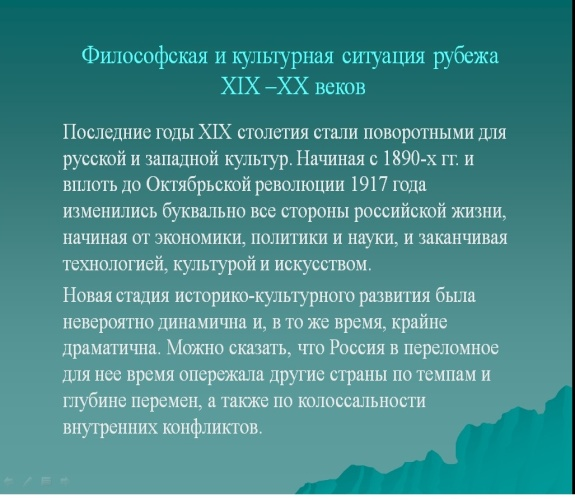 Философская и культурная ситуация рубежа
XIX –XX веков
Последние годы XIX столетия стали поворотными для
русской и западной культур. Начиная с 1890-х гг. и
вплоть до Октябрьской революции 1917 года
изменились буквально все стороны российской жизни,
начиная от экономики, политики и науки, и заканчивая
технологией, культурой и искусством.
Новая стадия историко-культурного развития была
невероятно динамична и, в то же время, крайне
драматична. Можно сказать, что Россия в переломное
для нее время опережала другие страны по темпам и
глубине перемен, а также по колоссальности
внутренних конфликтов.